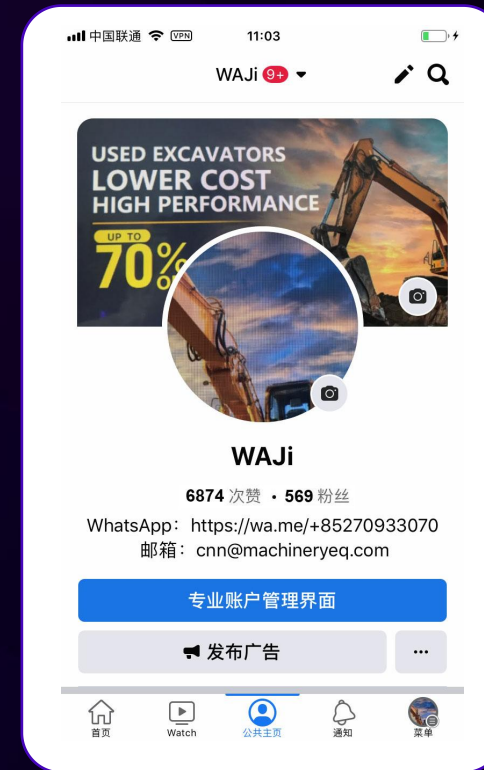 中国联通 VPN 11:03
WAJi 9+
USED EXCAVATORS
LOWER COST
HIGH PERFORMANCE
UP TO
70%
WAJi
6874 次赞 · 569 粉丝
WhatsApp：https://wa.me/+85270933070
邮箱：cnn@machineryeq.com
专业账户管理界面
发布广告
首页 Watch 公共主页 通知 菜单